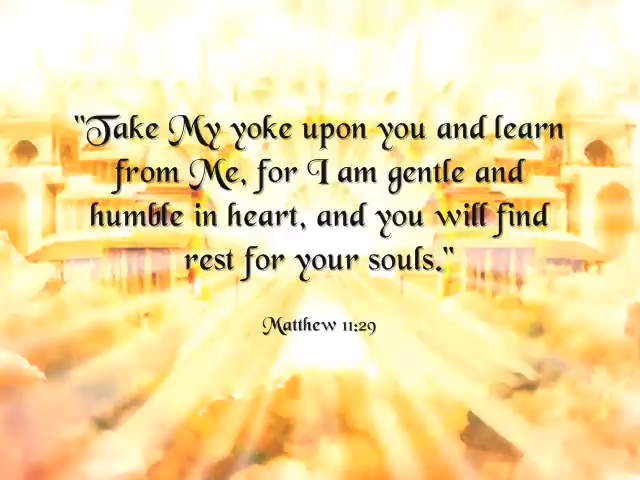 "Take My yoke upon you and learn
from Me, for I am gentle and
humble in heart, and you will find
rest for your souls."
Matthew 11:29